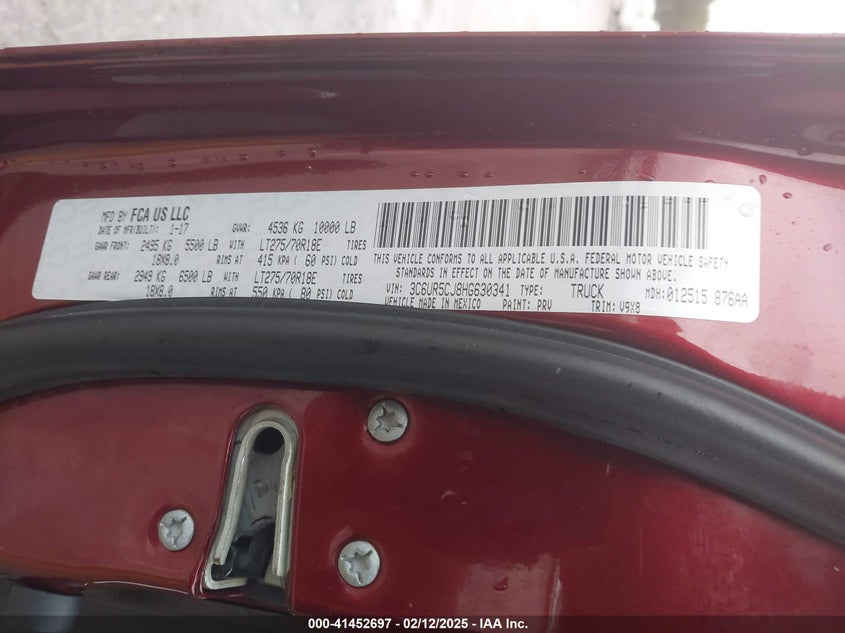 MFD BY FCA US LLC
DATE OF MFR(BUILT): 1-17 GVWR: 4536 KG 10000 LB
GAWR FRONT: 2495 KG 5500 LB WITH LT275/70R18E TIRES
18X8.0 RIMS AT 415 KPA ( 60 PSI) COLD
GAWR REAR: 2949 KG 6500 LB WITH LT275/70R18E TIRES
18X8.0 RIMS AT 550 KPA ( 80 PSI) COLD
THIS VEHICLE CONFORMS TO ALL APPLICABLE U.S.A. FEDERAL MOTOR VEHICLE SAFETY
STANDARDS IN EFFECT ON THE DATE OF MANUFACTURE SHOWN ABOVE.
VIN: 3C6UR5CJ8HG630341 TYPE: TRUCK MDH: 012515 876AA
VEHICLE MADE IN MEXICO PAINT: PRV TRIM: V9X8
000-41452697 - 02/12/2025 - IAA Inc.